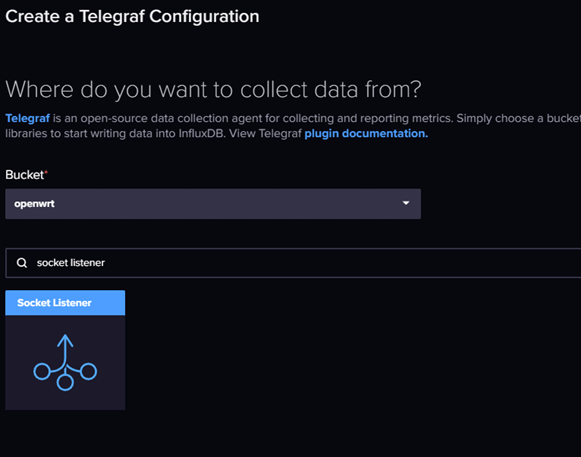 Create a Telegraf Configuration
Where do you want to collect data from?
Telegraf is an open-source data collection agent for collecting and reporting metrics. Simply choose a bucket
libraries to start writing data into InfluxDB. View Telegraf plugin documentation.
Bucket*
openwrt
socket listener
Socket Listener